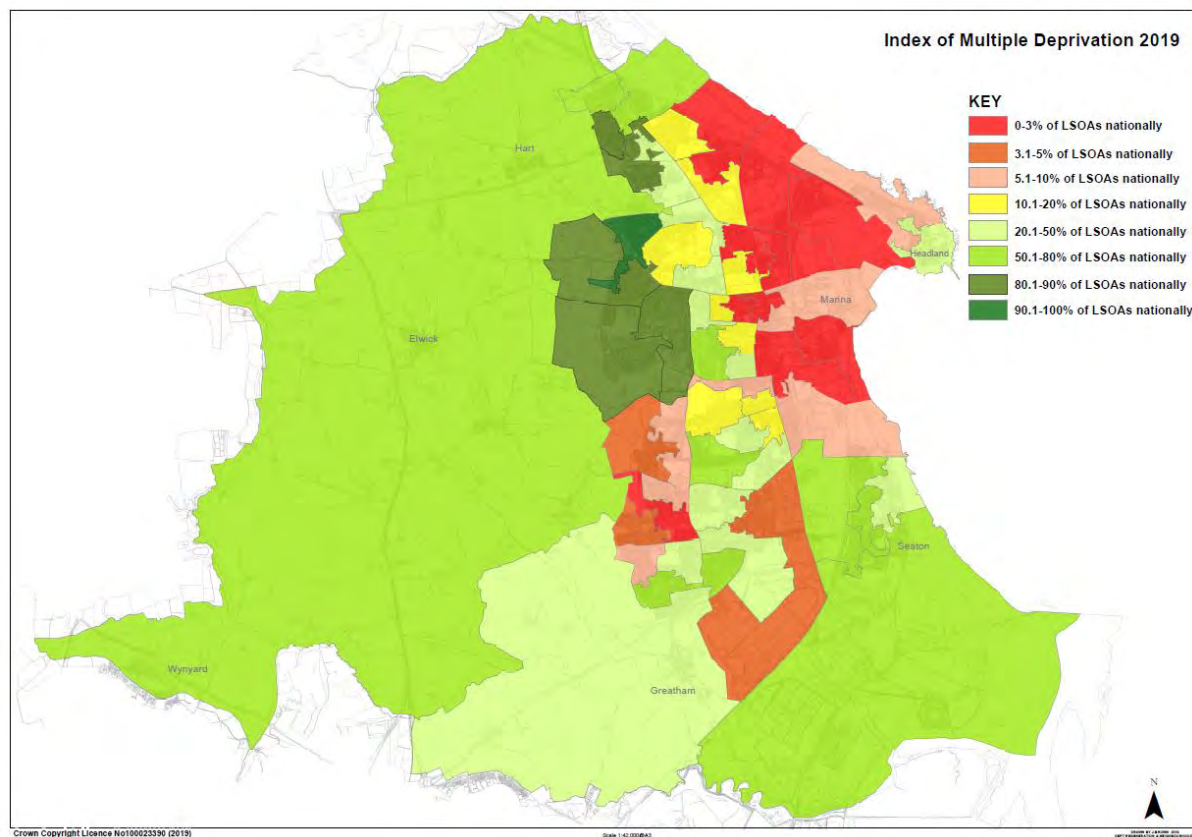 Index of Multiple Deprivation 2019
KEY
0-3% of LSOAs nationally
3.1-5% of LSOAs nationally
5.1-10% of LSOAs nationally
10.1-20% of LSOAs nationally
20.1-50% of LSOAs nationally
50.1-80% of LSOAs nationally
80.1-90% of LSOAs nationally
90.1-100% of LSOAs nationally
Hart
Headland
Marina
Elwick
Seaton
Wynyard
Greatham
N
Crown Copyright Licence No100023390 (2019)